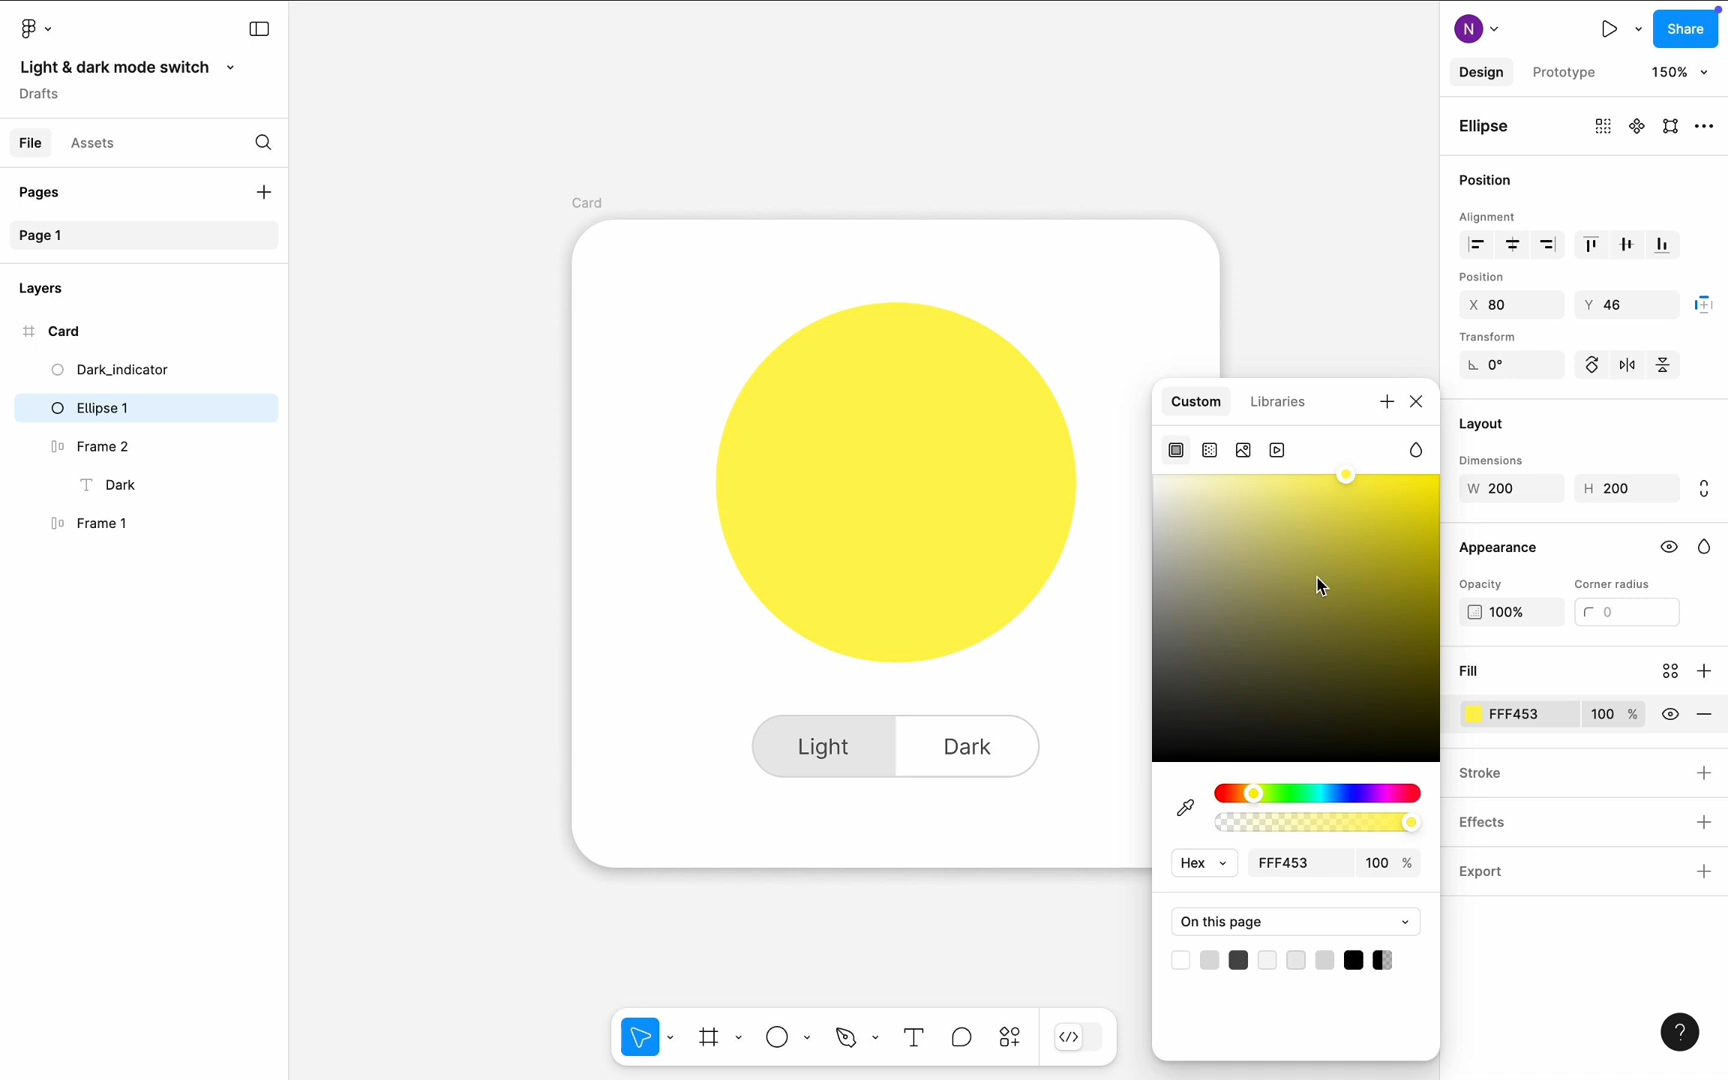 Light & dark mode switch
Drafts
File Assets
Pages
Page 1
Layers
Card
Dark_indicator
Ellipse 1
Frame 2
Dark
Frame 1
Card
Light Dark
Custom Libraries
Hex FFF453 100 %
On this page
N Share
Design Prototype 150%
Ellipse
Position
Alignment
Position
X 80 Y 46
Transform
0°
Layout
Dimensions
W 200 H 200
Appearance
Opacity Corner radius
100% 0
Fill
FFF453 100 %
Stroke
Effects
Export
?